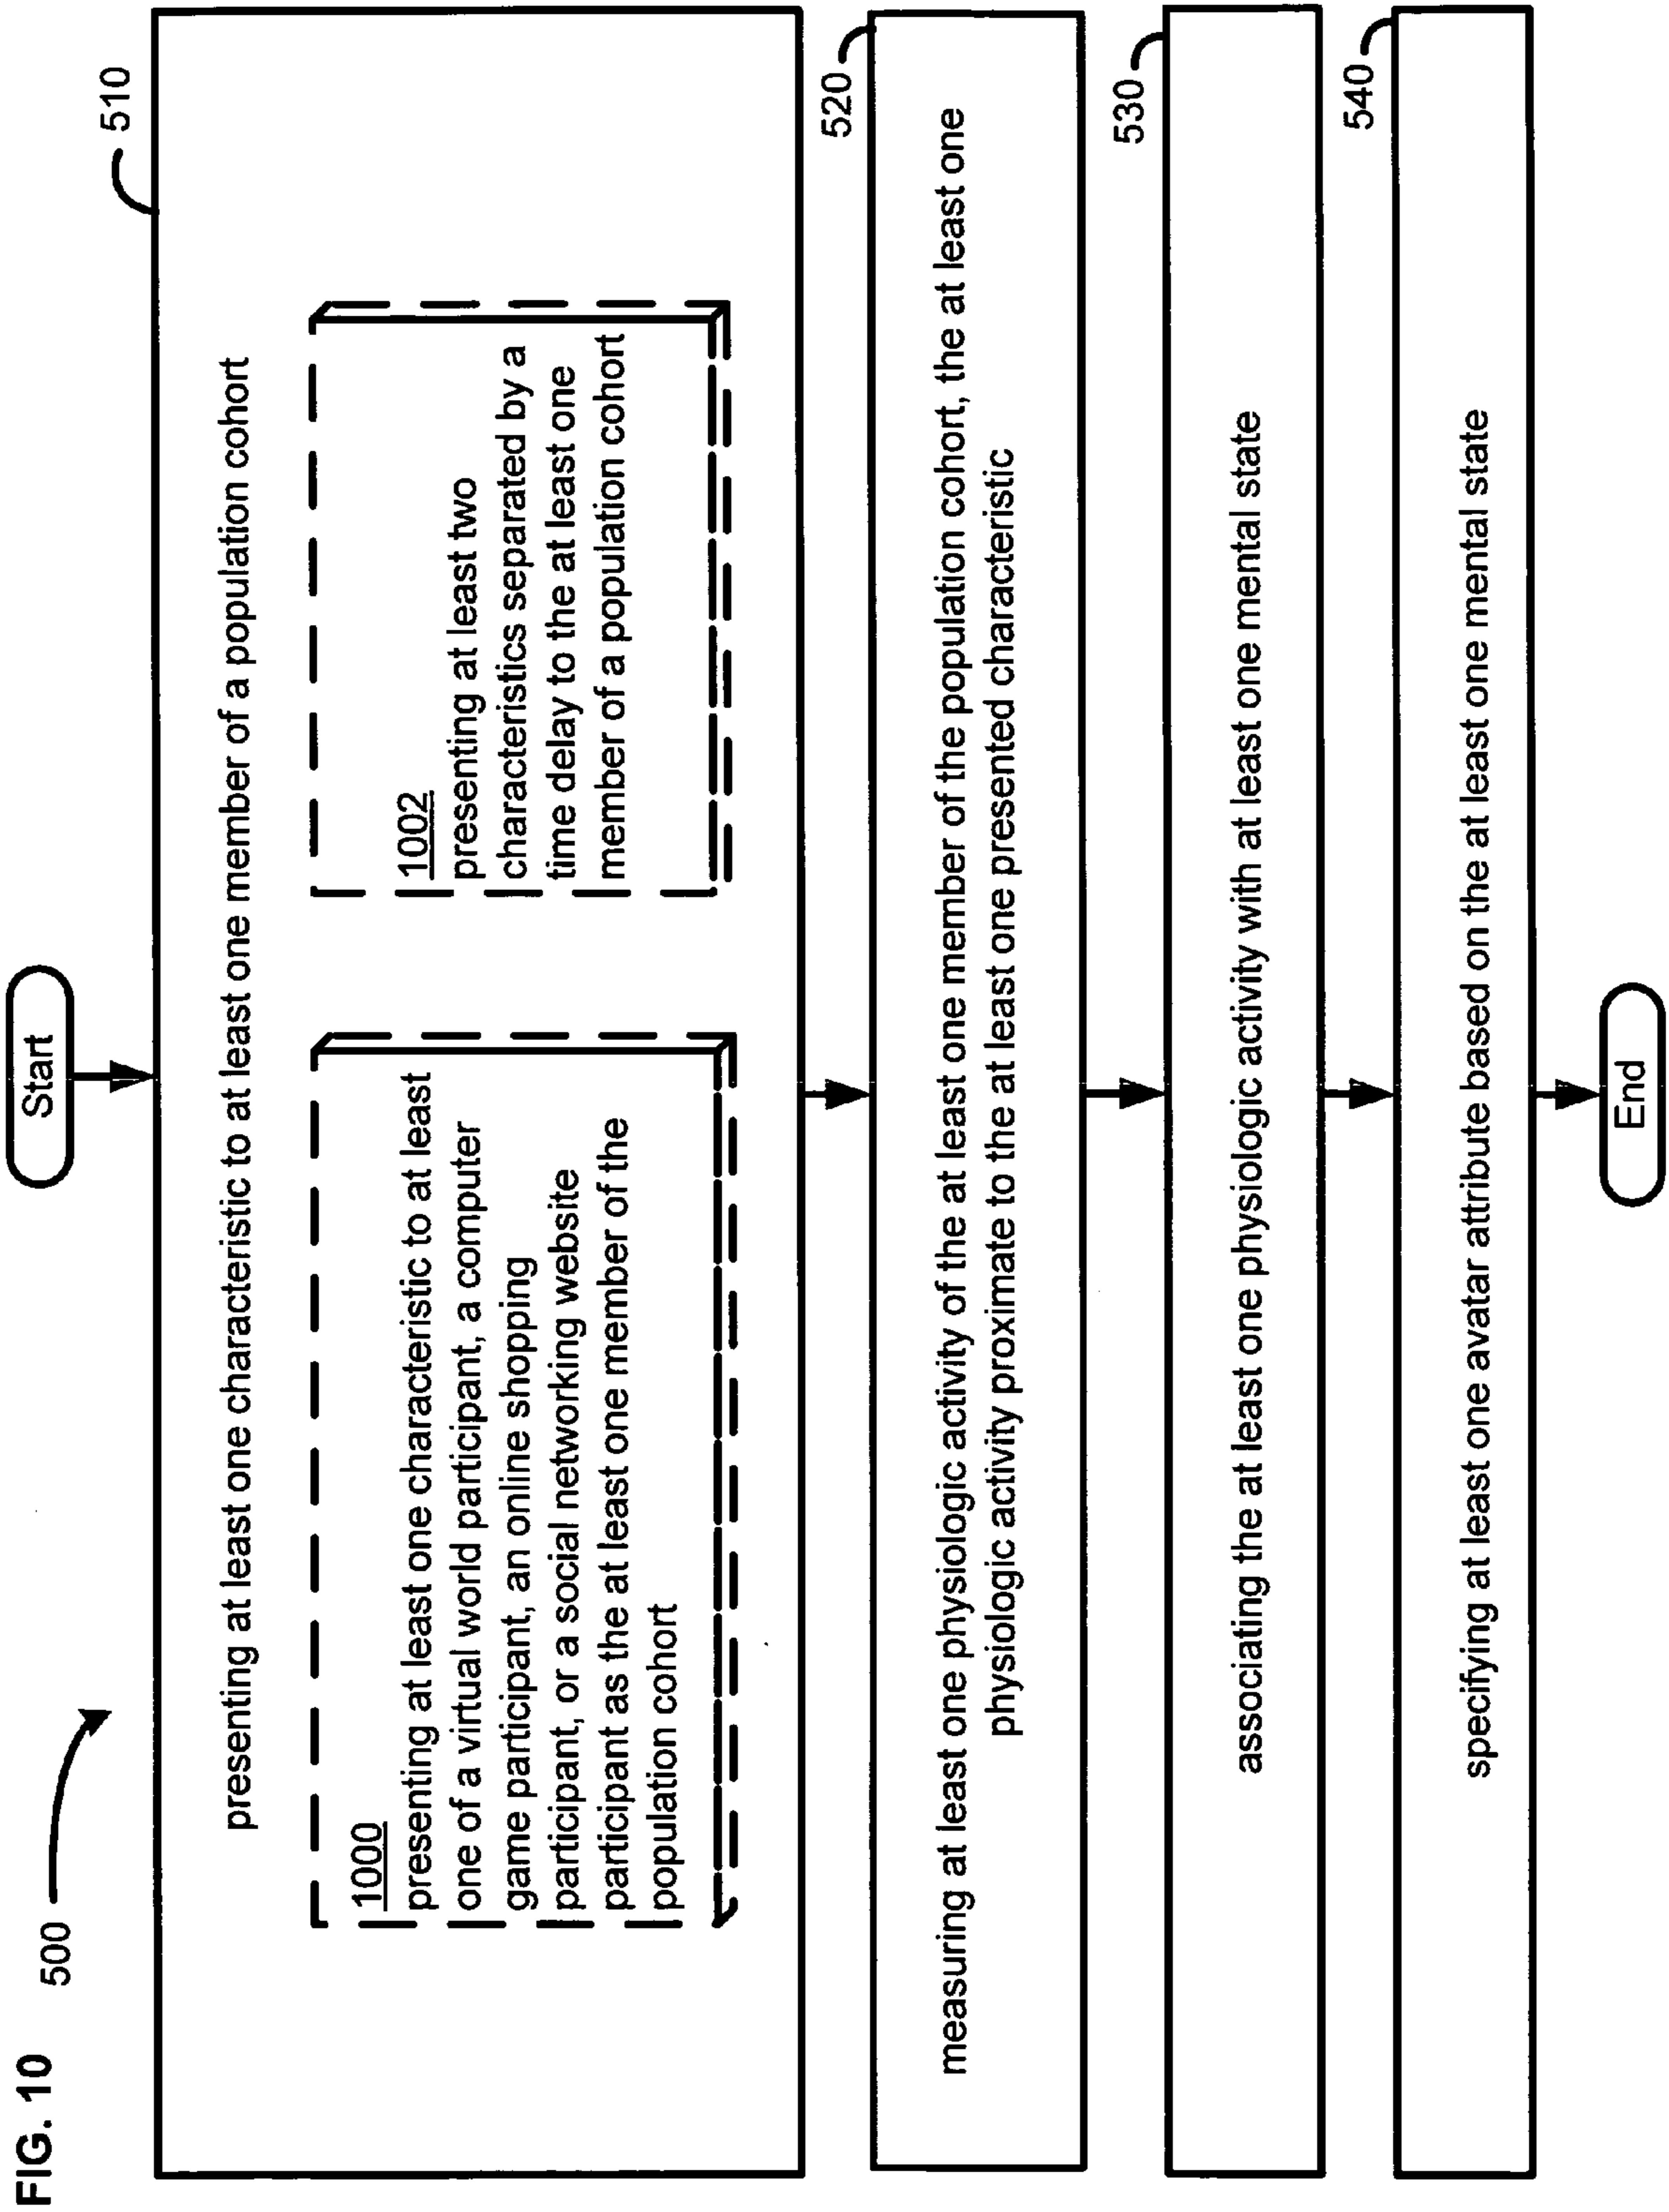 FIG. 10
500
Start
510
presenting at least one characteristic to at least one member of a population cohort
1000
presenting at least one characteristic to at least
one of a virtual world participant, a computer
game participant, an online shopping
participant, or a social networking website
participant as the at least one member of the
population cohort
1002
presenting at least two
characteristics separated by a
time delay to the at least one
member of a population cohort
520
measuring at least one physiologic activity of the at least one member of the population cohort, the at least one
physiologic activity proximate to the at least one presented characteristic
530
associating the at least one physiologic activity with at least one mental state
540
specifying at least one avatar attribute based on the at least one mental state
End